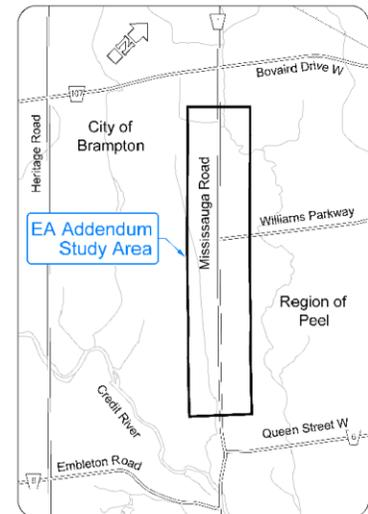 N
Bovaird Drive W
107
City of
Brampton
Heritage Road
Mississauga Road
Williams Parkway
EA Addendum
Study Area
Region of
Peel
Credit River
Queen Street W
6
Embleton Road